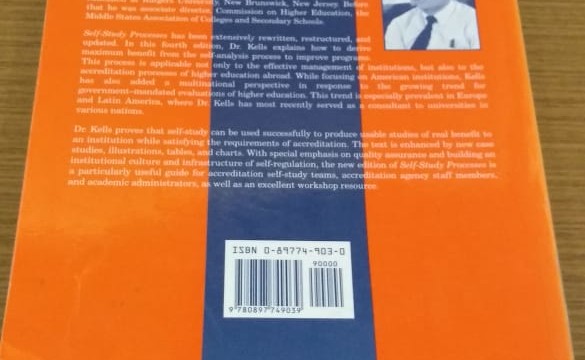 at Rutgers University, New Brunswick, New Jersey. Before
that he was associate director, Commission on Higher Education, the
Middle States Association of Colleges and Secondary Schools.
Self-Study Processes has been extensively rewritten, restructured, and
updated. In this fourth edition, Dr. Kells explains how to derive
maximum benefit from the self-analysis process to improve programs.
This process is applicable not only to the effective management of institutions, but also to the
accreditation processes of higher education abroad. While focusing on American institutions, Kells
has also added a multinational perspective in response to the growing trend for
government-mandated evaluations of higher education. This trend is especially prevalent in Europe
and Latin America, where Dr. Kells has most recently served as a consultant to universities in
various nations.
Dr. Kells proves that self-study can be used successfully to produce usable studies of real benefit to
an institution while satisfying the requirements of accreditation. The text is enhanced by new case
studies, illustrations, tables, and charts. With special emphasis on quality assurance and building an
institutional culture and infrastructure of self-regulation, the new edition of Self-Study Processes is
a particularly useful guide for accreditation self-study teams, accreditation agency staff members,
and academic administrators, as well as an excellent workshop resource.
ISBN 0-89774-903-0
90000
9 780897 749039